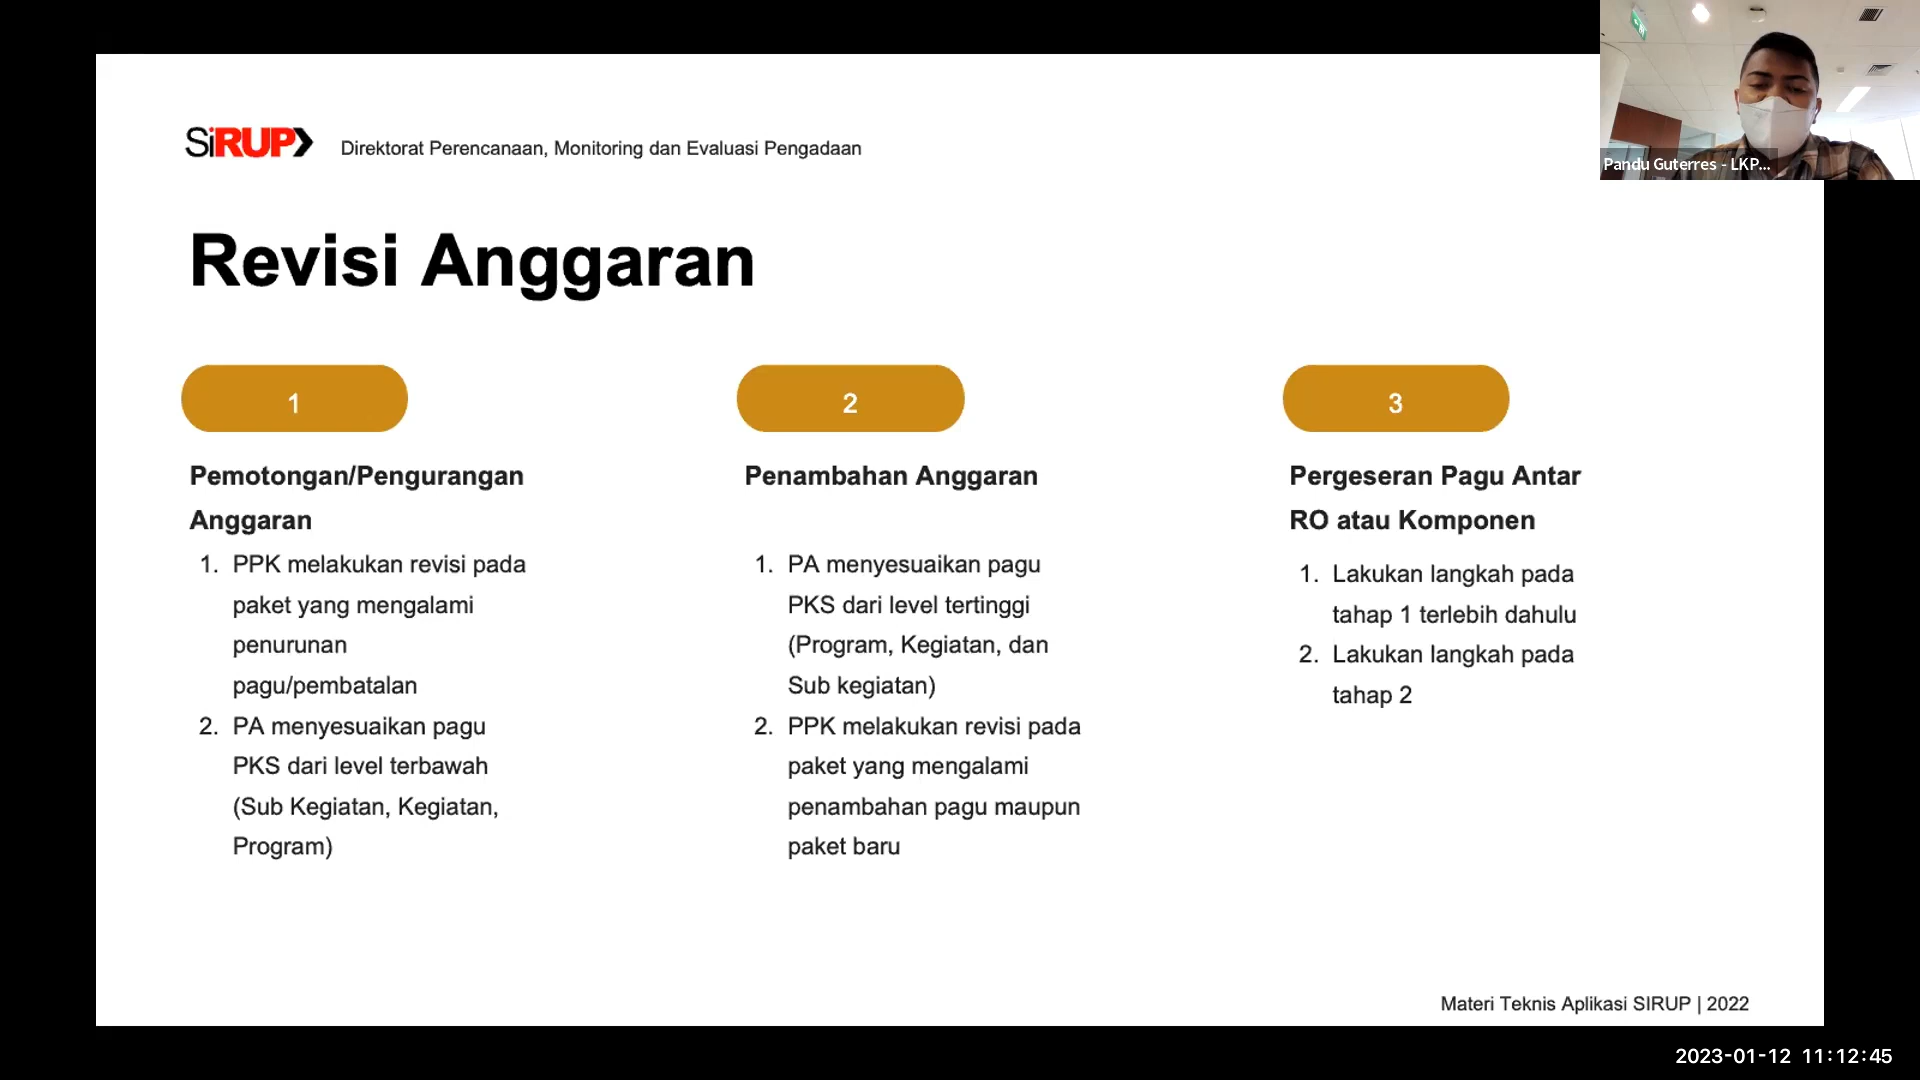 SiRUP
Direktorat Perencanaan, Monitoring dan Evaluasi Pengadaan
Pandu Guterres - LKP...
Revisi Anggaran
1
Pemotongan/Pengurangan
Anggaran
1. PPK melakukan revisi pada
paket yang mengalami
penurunan
pagu/pembatalan
2. PA menyesuaikan pagu
PKS dari level terbawah
(Sub Kegiatan, Kegiatan,
Program)
2
Penambahan Anggaran
1. PA menyesuaikan pagu
PKS dari level tertinggi
(Program, Kegiatan, dan
Sub kegiatan)
2. PPK melakukan revisi pada
paket yang mengalami
penambahan pagu maupun
paket baru
3
Pergeseran Pagu Antar
RO atau Komponen
1. Lakukan langkah pada
tahap 1 terlebih dahulu
2. Lakukan langkah pada
tahap 2
Materi Teknis Aplikasi SIRUP | 2022
2023-01-12 11:12:45